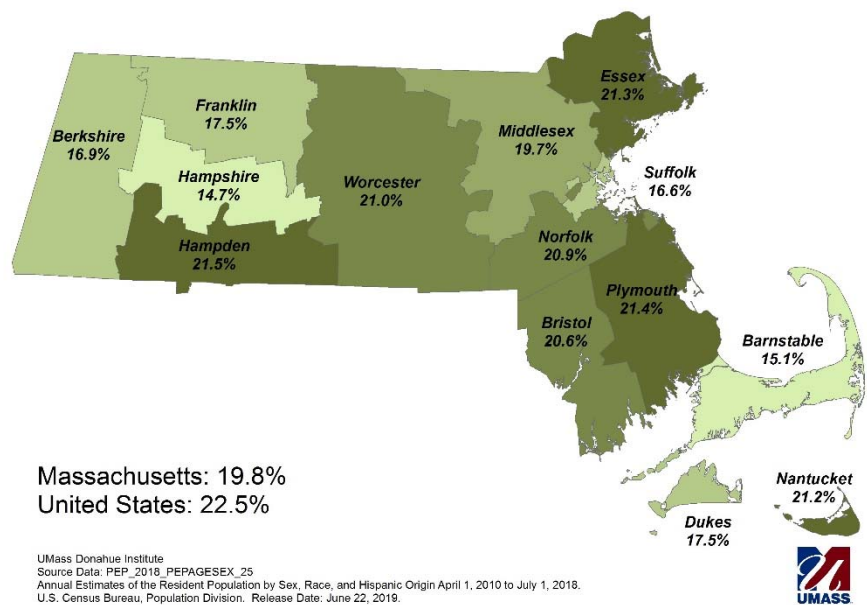 Essex
21.3%
Franklin
17.5%
Berkshire
16.9%
Middlesex
19.7%
Hampshire
14.7%
Worcester
21.0%
Suffolk
16.6%
Hampden
21.5%
Norfolk
20.9%
Plymouth
21.4%
Bristol
20.6%
Barnstable
15.1%
Massachusetts: 19.8%
United States: 22.5%
Nantucket
21.2%
Dukes
17.5%
UMass Donahue Institute
Source Data: PEP_2018_PEPAGESEX_25
Annual Estimates of the Resident Population by Sex, Race, and Hispanic Origin April 1, 2010 to July 1, 2018.
U.S. Census Bureau, Population Division. Release Date: June 22, 2019.
UMASS